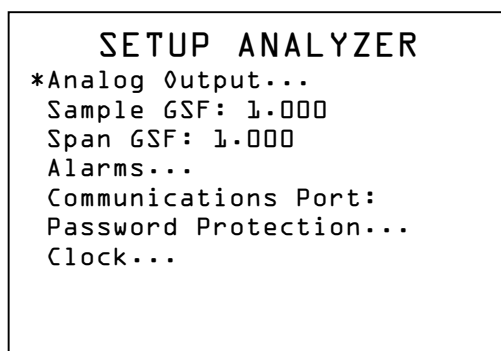 SETUP ANALYZER
*Analog Output...
Sample GSF: 1.000
Span GSF: 1.000
Alarms...
Communications Port:
Password Protection...
Clock...